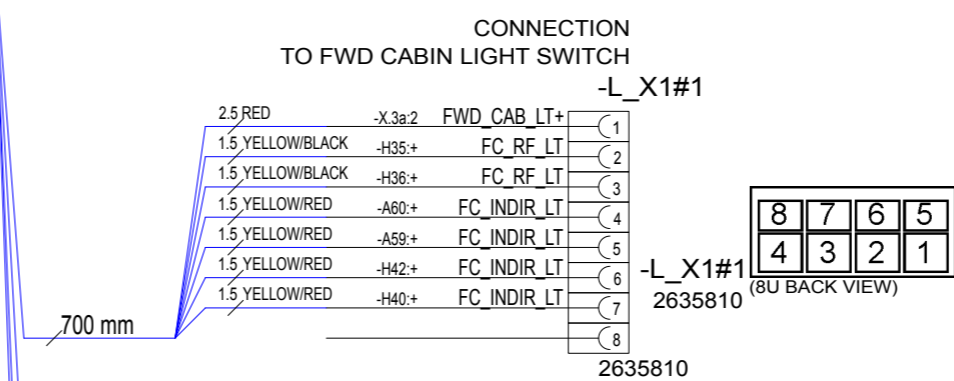 CONNECTION
TO FWD CABIN LIGHT SWITCH
-L_X1#1
2.5 RED -X.3a:2 FWD_CAB_LT+ 1
1.5 YELLOW/BLACK -H35:+ FC_RF_LT 2
1.5 YELLOW/BLACK -H36:+ FC_RF_LT 3
1.5 YELLOW/RED -A60:+ FC_INDIR_LT 4
1.5 YELLOW/RED -A59:+ FC_INDIR_LT 5
1.5 YELLOW/RED -H42:+ FC_INDIR_LT 6
1.5 YELLOW/RED -H40:+ FC_INDIR_LT 7
8
700 mm
2635810
-L_X1#1
2635810
8 7 6 5
4 3 2 1
(8U BACK VIEW)